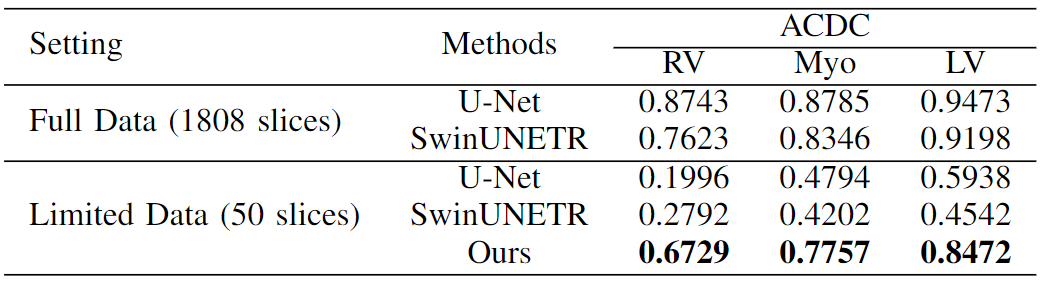 Setting Methods ACDC
RV Myo LV
Full Data (1808 slices) U-Net 0.8743 0.8785 0.9473
SwinUNETR 0.7623 0.8346 0.9198
Limited Data (50 slices) U-Net 0.1996 0.4794 0.5938
SwinUNETR 0.2792 0.4202 0.4542
Ours 0.6729 0.7757 0.8472